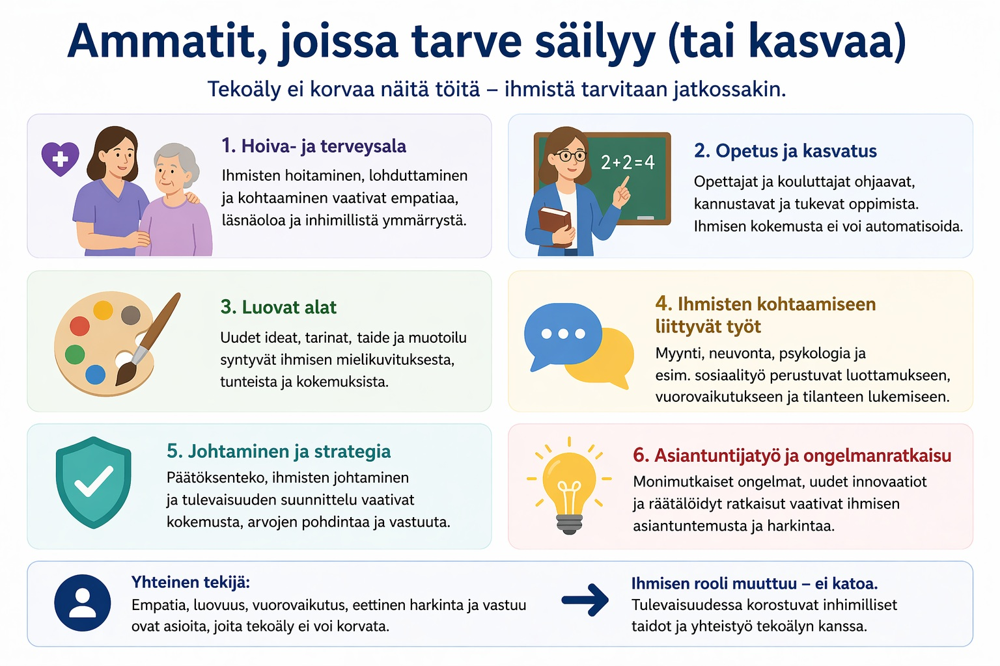 Ammatit, joissa tarve säilyy (tai kasvaa)
Tekoäly ei korvaa näitä töitä – ihmistä tarvitaan jatkossakin.
1. Hoiva- ja terveysala
Ihmisten hoitaminen, lohduttaminen
ja kohtaaminen vaativat empatiaa,
läsnäoloa ja inhimillistä ymmärrystä.
2+2=4
2. Opetus ja kasvatus
Opettajat ja kouluttajat ohjaavat,
kannustavat ja tukevat oppimista.
Ihmisen kokemusta ei voi automatisoida.
3. Luovat alat
Uudet ideat, tarinat, taide ja muotoilu
syntyvät ihmisen mielikuvituksesta,
tunteista ja kokemuksista.
4. Ihmisten kohtaamiseen
liittyvät työt
Myynti, neuvonta, psykologia ja
esim. sosiaalityö perustuvat luottamukseen,
vuorovaikutukseen ja tilanteen lukemiseen.
5. Johtaminen ja strategia
Päätöksenteko, ihmisten johtaminen
ja tulevaisuuden suunnittelu vaativat
kokemusta, arvojen pohdintaa ja vastuuta.
6. Asiantuntijatyö ja ongelmanratkaisu
Monimutkaiset ongelmat, uudet innovaatiot
ja räätälöidyt ratkaisut vaativat ihmisen
asiantuntemusta ja harkintaa.
Yhteinen tekijä:
Empatia, luovuus, vuorovaikutus, eettinen harkinta ja vastuu
ovat asioita, joita tekoäly ei voi korvata.
Ihmisen rooli muuttuu – ei katoa.
Tulevaisuudessa korostuvat inhimilliset
taidot ja yhteistyö tekoälyn kanssa.